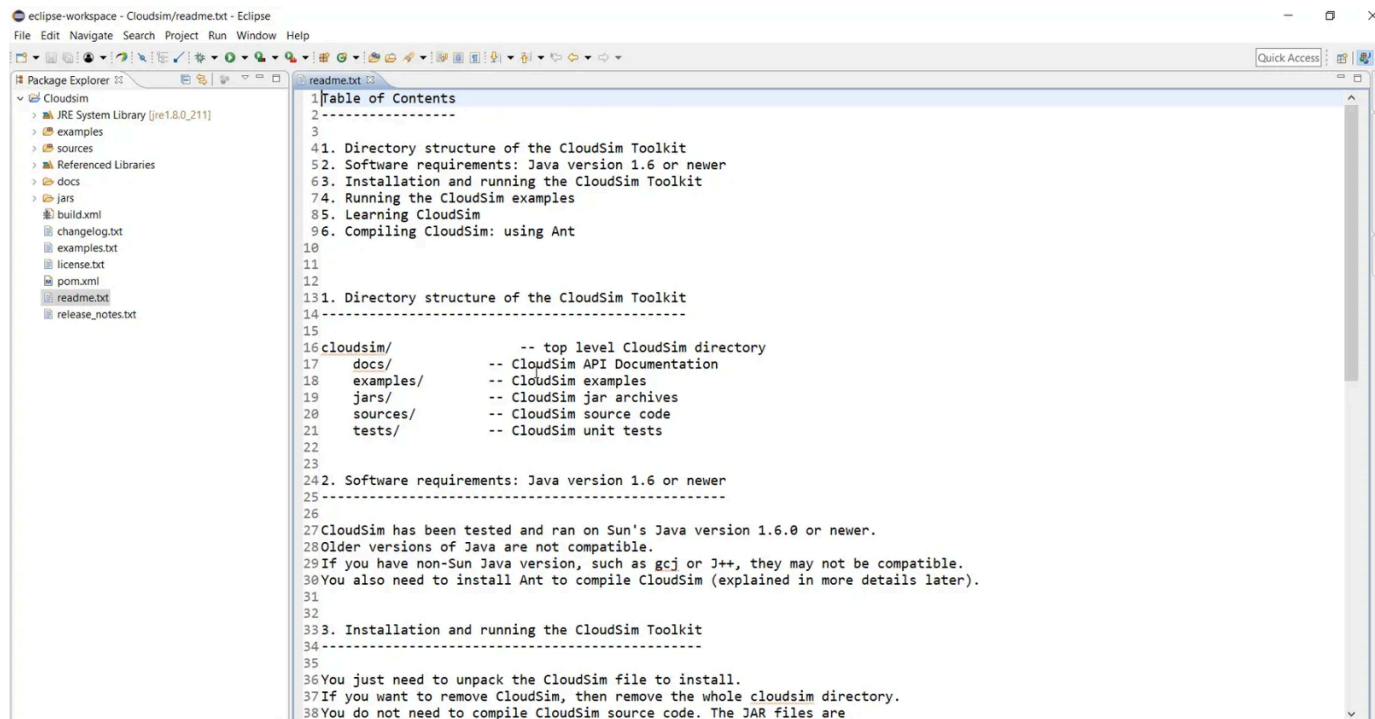 eclipse-workspace - Cloudsim/readme.txt - Eclipse
File Edit Navigate Search Project Run Window Help
Quick Access
Package Explorer
readme.txt
Cloudsim
JRE System Library [jre1.8.0_211]
examples
sources
Referenced Libraries
docs
jars
build.xml
changelog.txt
examples.txt
license.txt
pom.xml
readme.txt
release_notes.txt
1 Table of Contents
2 -----------------
3
4 1. Directory structure of the CloudSim Toolkit
5 2. Software requirements: Java version 1.6 or newer
6 3. Installation and running the CloudSim Toolkit
7 4. Running the CloudSim examples
8 5. Learning CloudSim
9 6. Compiling CloudSim: using Ant
10
11
12
13 1. Directory structure of the CloudSim Toolkit
14 ----------------------------------------------
15
16 cloudsim/ -- top level CloudSim directory
17 docs/ -- CloudSim API Documentation
18 examples/ -- CloudSim examples
19 jars/ -- CloudSim jar archives
20 sources/ -- CloudSim source code
21 tests/ -- CloudSim unit tests
22
23
24 2. Software requirements: Java version 1.6 or newer
25 ---------------------------------------------------
26
27 CloudSim has been tested and ran on Sun's Java version 1.6.0 or newer.
28 Older versions of Java are not compatible.
29 If you have non-Sun Java version, such as gcj or J++, they may not be compatible.
30 You also need to install Ant to compile CloudSim (explained in more details later).
31
32
33 3. Installation and running the CloudSim Toolkit
34 ------------------------------------------------
35
36 You just need to unpack the CloudSim file to install.
37 If you want to remove CloudSim, then remove the whole cloudsim directory.
38 You do not need to compile CloudSim source code. The JAR files are